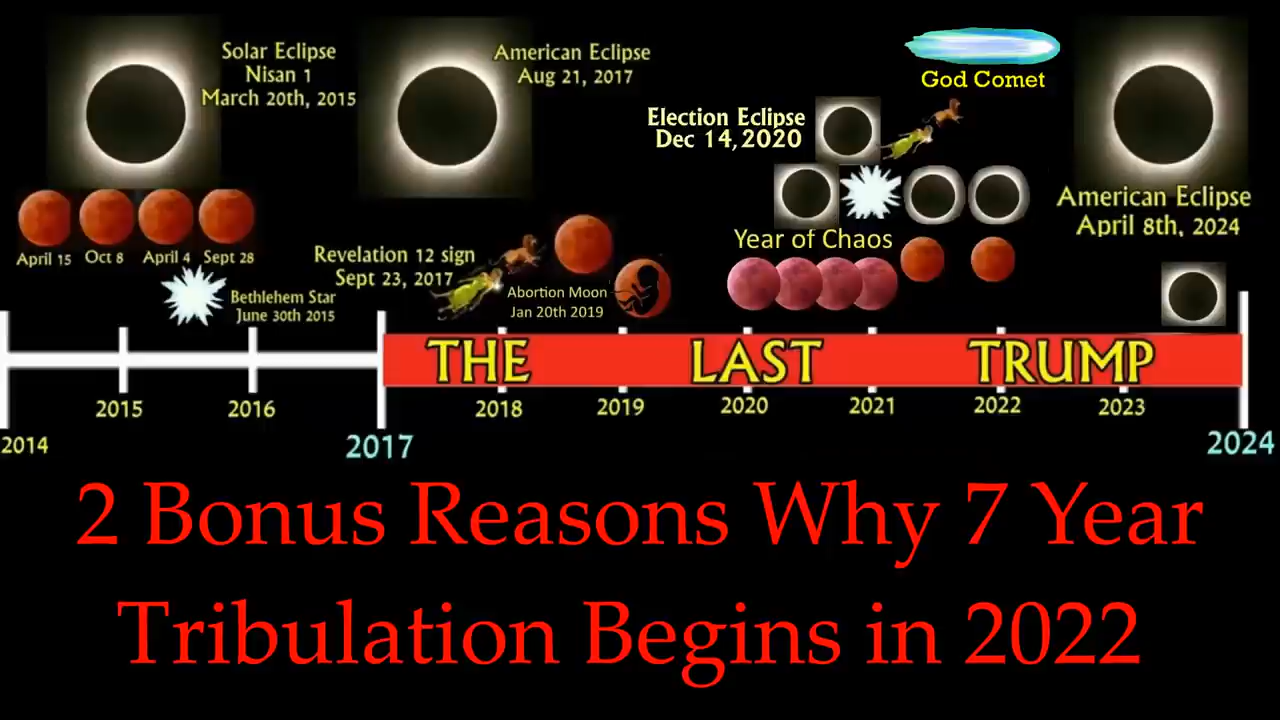 Solar Eclipse
Nisan 1
March 20th, 2015
American Eclipse
Aug 21, 2017
God Comet
Election Eclipse
Dec 14,2020
American Eclipse
April 8th, 2024
April 15 Oct 8 April 4 Sept 28
Bethlehem Star
June 30th 2015
Revelation 12 sign
Sept 23, 2017
Abortion Moon
Jan 20th 2019
Year of Chaos
THE LAST TRUMP
2014 2015 2016 2017 2018 2019 2020 2021 2022 2023 2024
2 Bonus Reasons Why 7 Year
Tribulation Begins in 2022